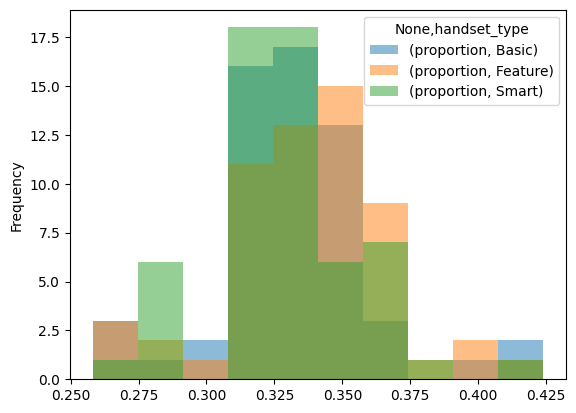 None,handset_type
(proportion, Basic)
(proportion, Feature)
(proportion, Smart)
Frequency
17.5
15.0
12.5
10.0
7.5
5.0
2.5
0.0
0.250 0.275 0.300 0.325 0.350 0.375 0.400 0.425